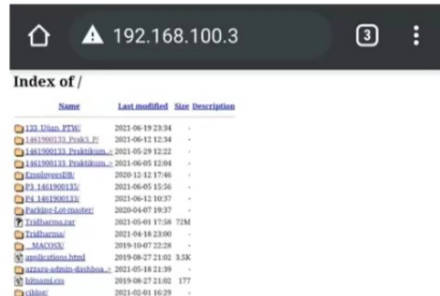 192.168.100.3 3
Index of /
Name Last modified Size Description
133_Ujian_PTW/ 2021-06-19 23:34 -
1461900133_Prak5_P/ 2021-06-12 12:34 -
1461900133_Praktikum..> 2021-05-29 12:22 -
1461900133_Praktikum..> 2021-06-05 12:04 -
EmployeesDB/ 2020-12-12 17:46 -
P3_1461900133/ 2021-06-05 15:56 -
P4_1461900133/ 2021-06-12 10:37 -
Parking-Lot-master/ 2020-04-07 19:37 -
Tridharma.rar 2021-05-01 17:58 72M
Tridharma/ 2021-04-18 23:00 -
__MACOSX/ 2019-10-07 22:28 -
applications.html 2019-08-27 21:02 3.5K
azzara-admin-dashboa..> 2021-05-18 21:39 -
bitnami.css 2019-08-27 21:02 177
ciblog/ 2021-02-01 16:29 -